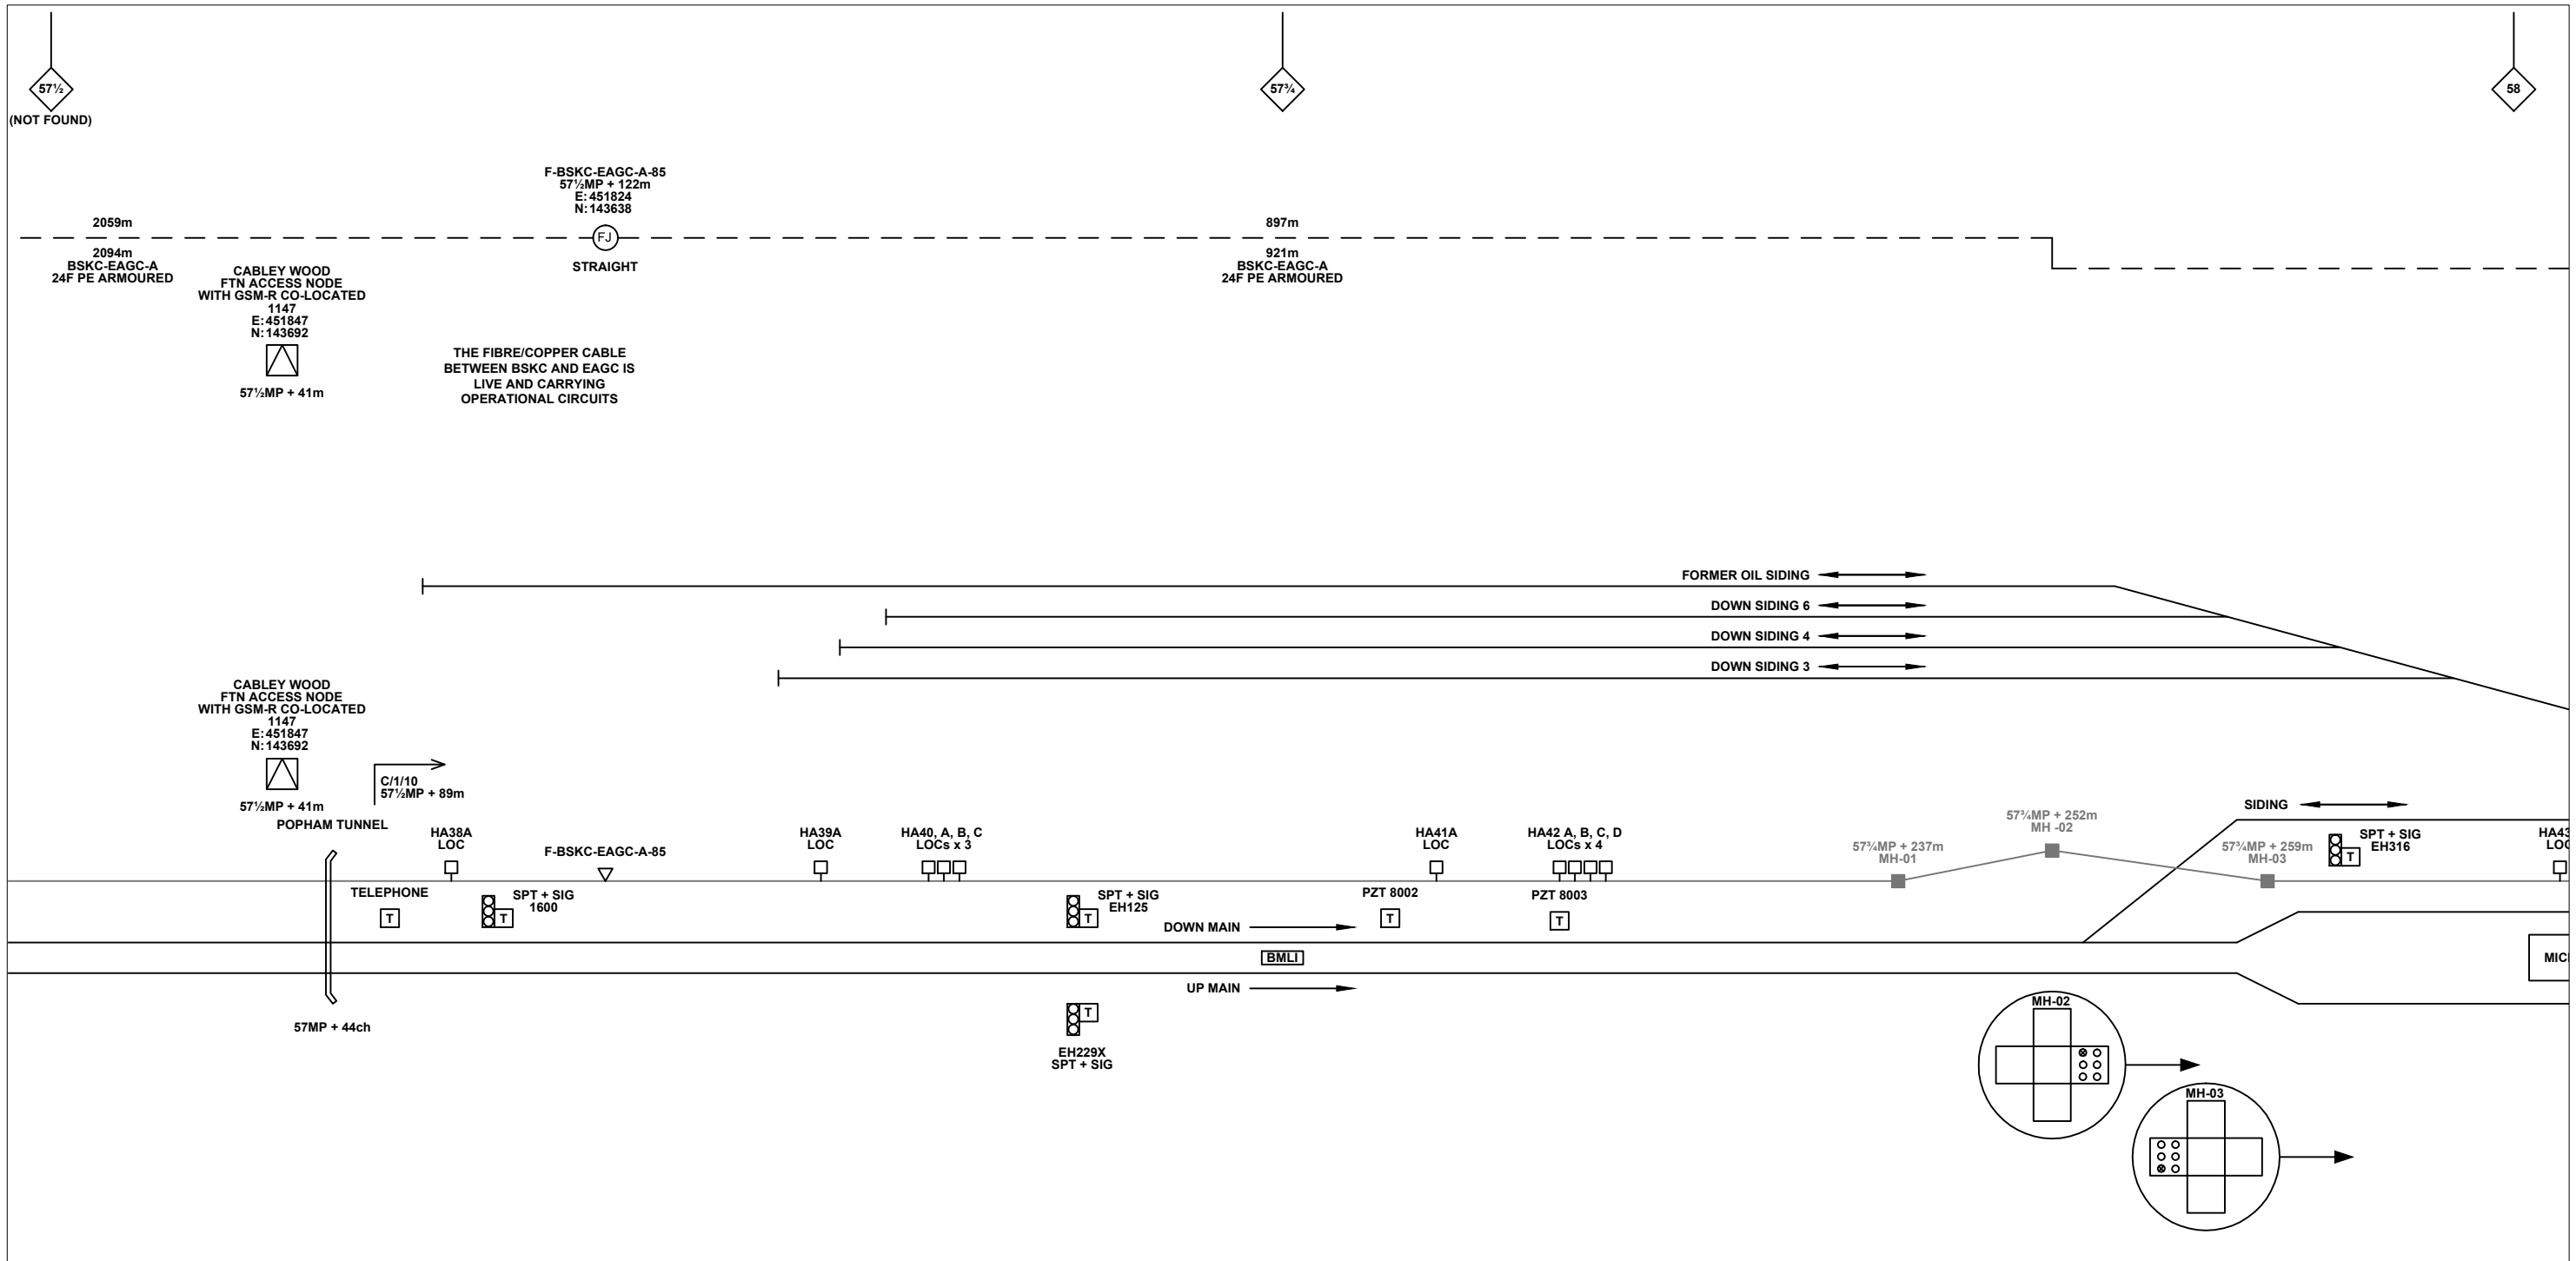 57½
57¾
58
(NOT FOUND)
F-BSKC-EAGC-A-85
57½MP + 122m
E:451824
N:143638
2059m
897m
FJ
2094m
BSKC-EAGC-A
24F PE ARMOURED
STRAIGHT
921m
BSKC-EAGC-A
24F PE ARMOURED
CABLEY WOOD
FTN ACCESS NODE
WITH GSM-R CO-LOCATED
1147
E:451847
N:143692
57½MP + 41m
THE FIBRE/COPPER CABLE
BETWEEN BSKC AND EAGC IS
LIVE AND CARRYING
OPERATIONAL CIRCUITS
FORMER OIL SIDING
DOWN SIDING 6
DOWN SIDING 4
DOWN SIDING 3
CABLEY WOOD
FTN ACCESS NODE
WITH GSM-R CO-LOCATED
1147
E:451847
N:143692
57½MP + 41m
C/1/10
57½MP + 89m
POPHAM TUNNEL
HA38A
LOC
F-BSKC-EAGC-A-85
HA39A
LOC
HA40, A, B, C
LOCs x 3
HA41A
LOC
HA42 A, B, C, D
LOCs x 4
57¾MP + 237m
MH-01
57¾MP + 252m
MH -02
57¾MP + 259m
MH-03
SIDING
SPT + SIG
EH316
T
HA43
LOC
TELEPHONE
T
SPT + SIG
1600
T
SPT + SIG
EH125
T
PZT 8002
T
PZT 8003
T
DOWN MAIN
BMLI
MIC
UP MAIN
T
EH229X
SPT + SIG
57MP + 44ch
MH-02
MH-03